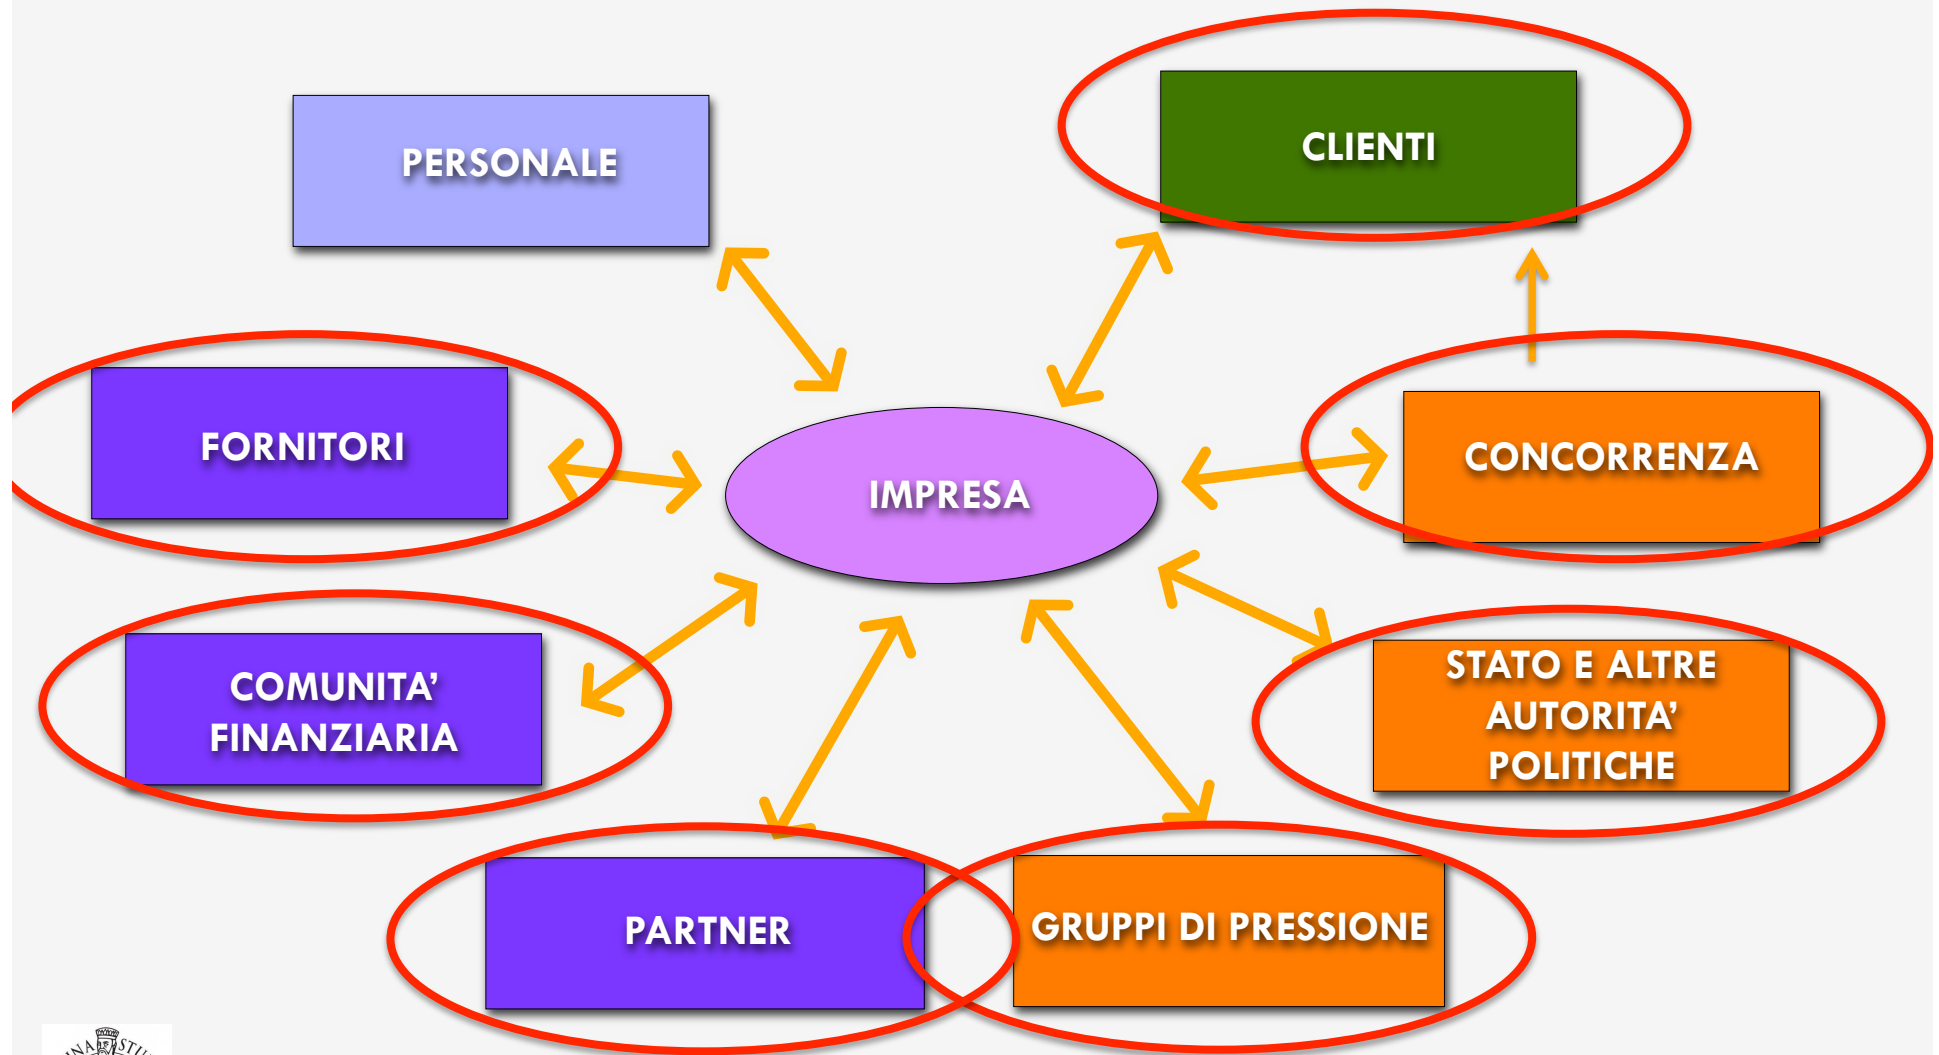 PERSONALE
CLIENTI
FORNITORI
IMPRESA
CONCORRENZA
COMUNITA’
FINANZIARIA
STATO E ALTRE
AUTORITA’
POLITICHE
PARTNER
GRUPPI DI PRESSIONE